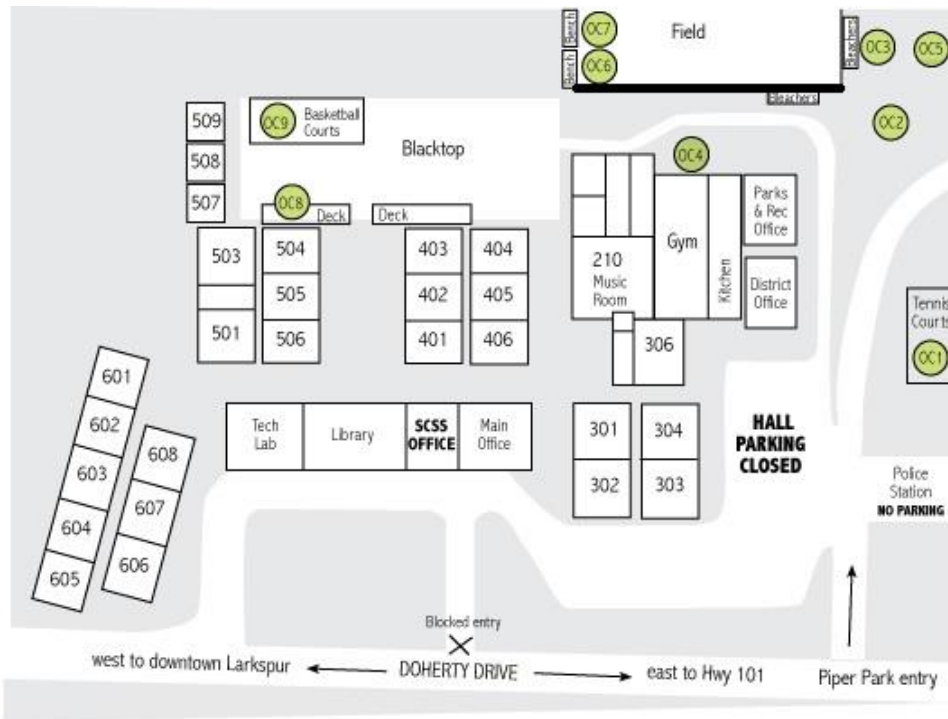 Bench
OC7
Field
Bleachers
OC3
OC5
Bench
OC6
Bleachers
OC2
509
OC9
Basketball
Courts
Blacktop
508
OC4
507
OC8
Deck
Deck
Parks
& Rec
Office
Gym
Kitchen
503
504
403
404
210
Music
Room
District
Office
505
402
405
Tennis
Courts
501
506
401
406
306
OC1
601
602
603
604
605
608
607
606
Tech
Lab
Library
SCSS
OFFICE
Main
Office
301
304
302
303
HALL
PARKING
CLOSED
Police
Station
NO PARKING
Blocked entry
west to downtown Larkspur
DOHERTY DRIVE
east to Hwy 101
Piper Park entry